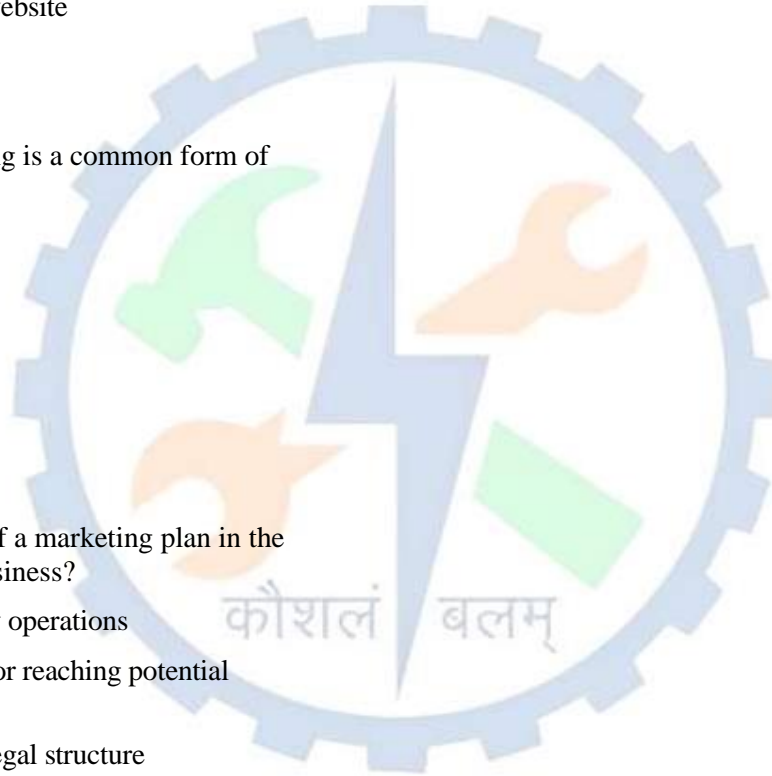 ebsite
g is a common form of
f a marketing plan in the
siness?
operations
or reaching potential
egal structure
कौशलं बलम्